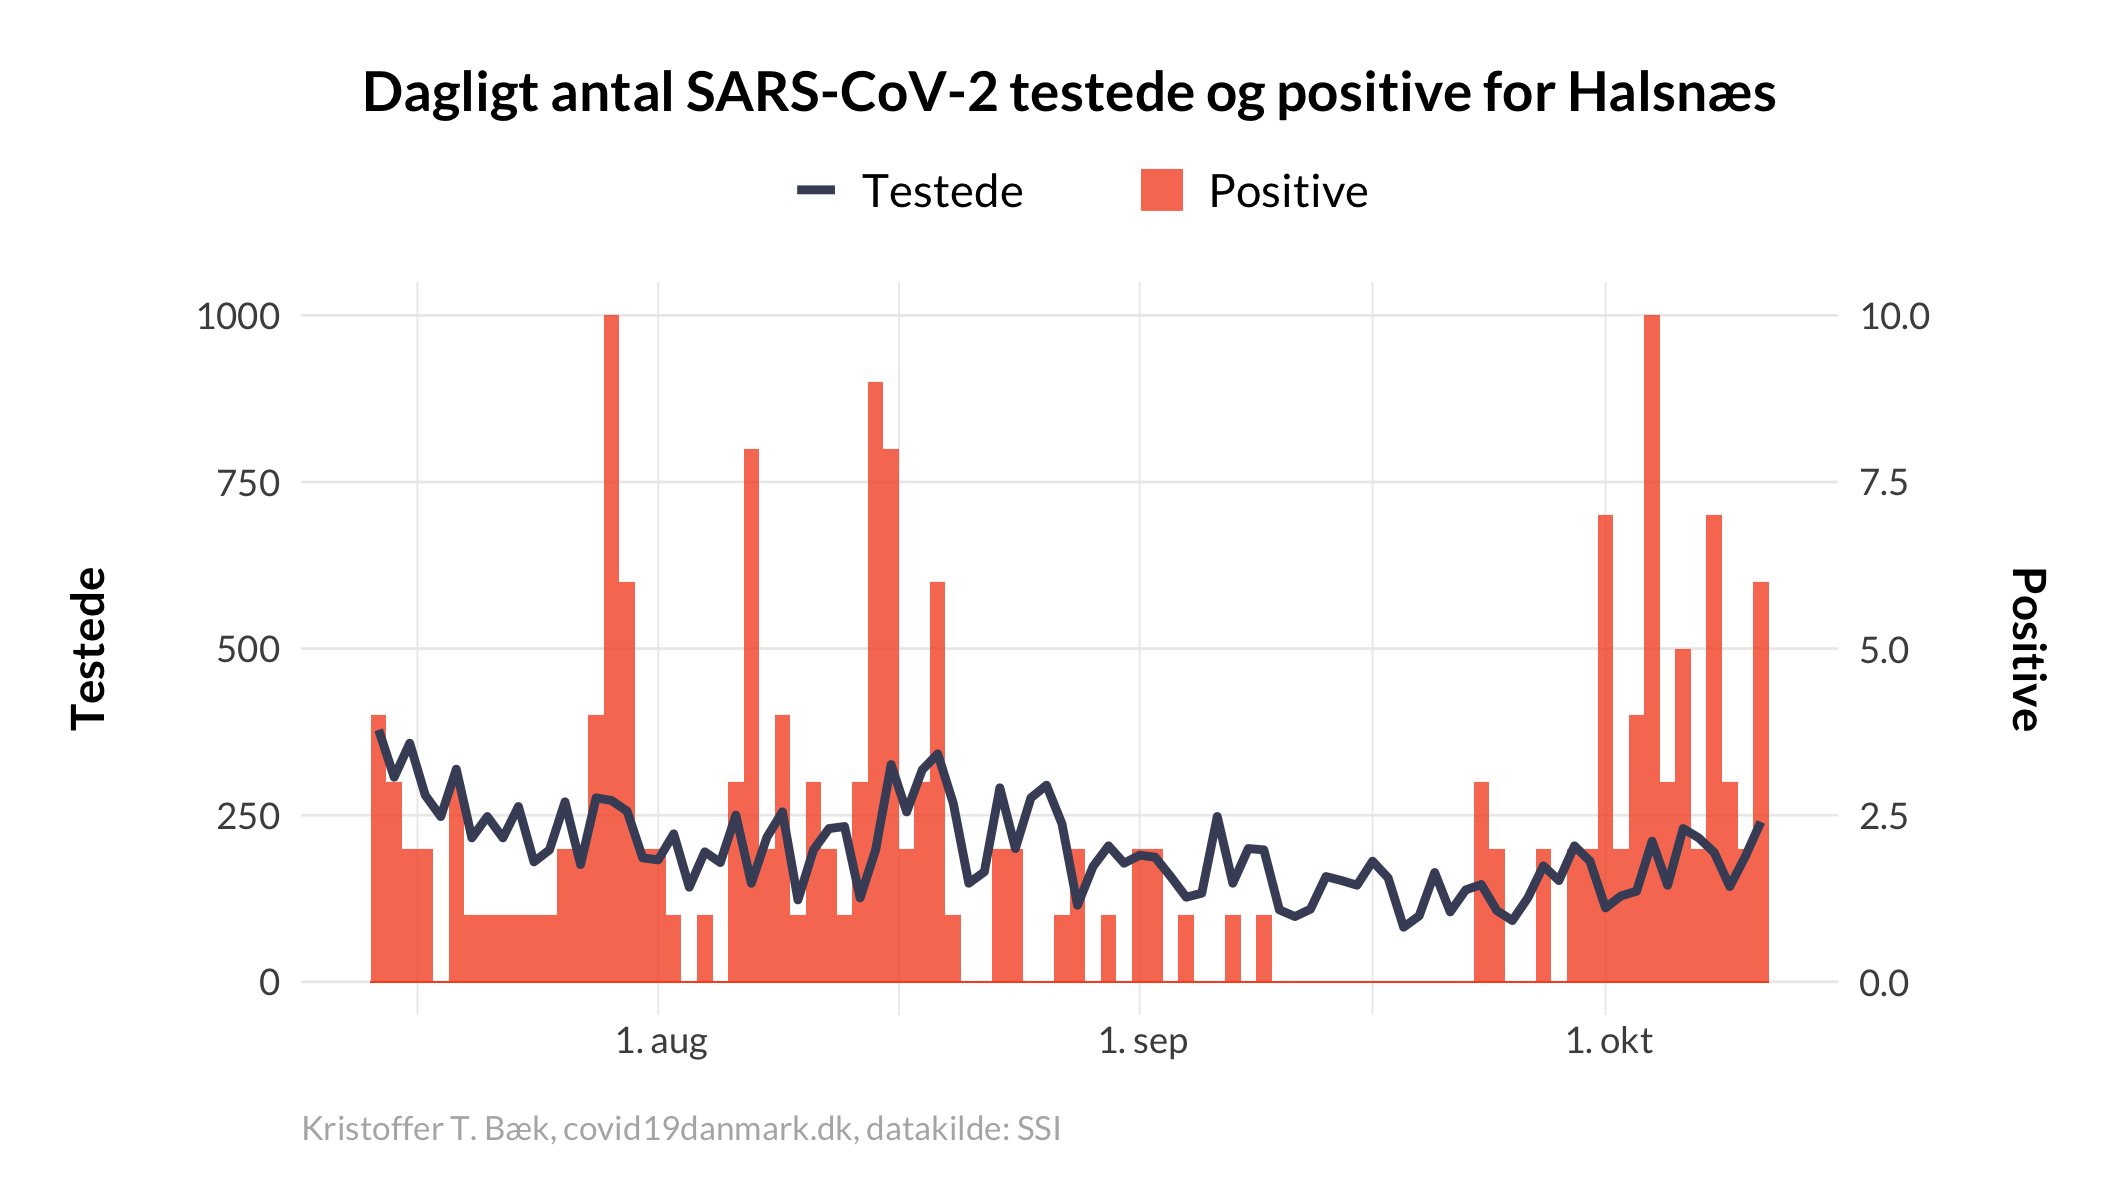 Dagligt antal SARS-CoV-2 testede og positive for Halsnæs
Testede
Positive
1000
750
500
250
0
10.0
7.5
5.0
2.5
0.0
Testede
Positive
1. aug
1. sep
1. okt
Kristoffer T. Bæk, covid19danmark.dk, datakilde: SSI